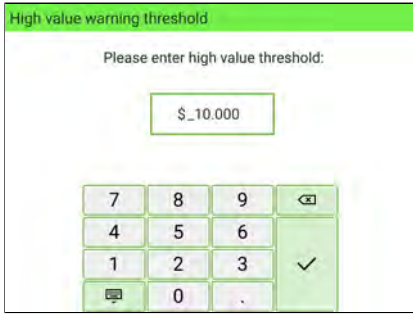 High value warning threshold
Please enter high value threshold:
$_10.000
7 8 9
4 5 6
1 2 3
0 .